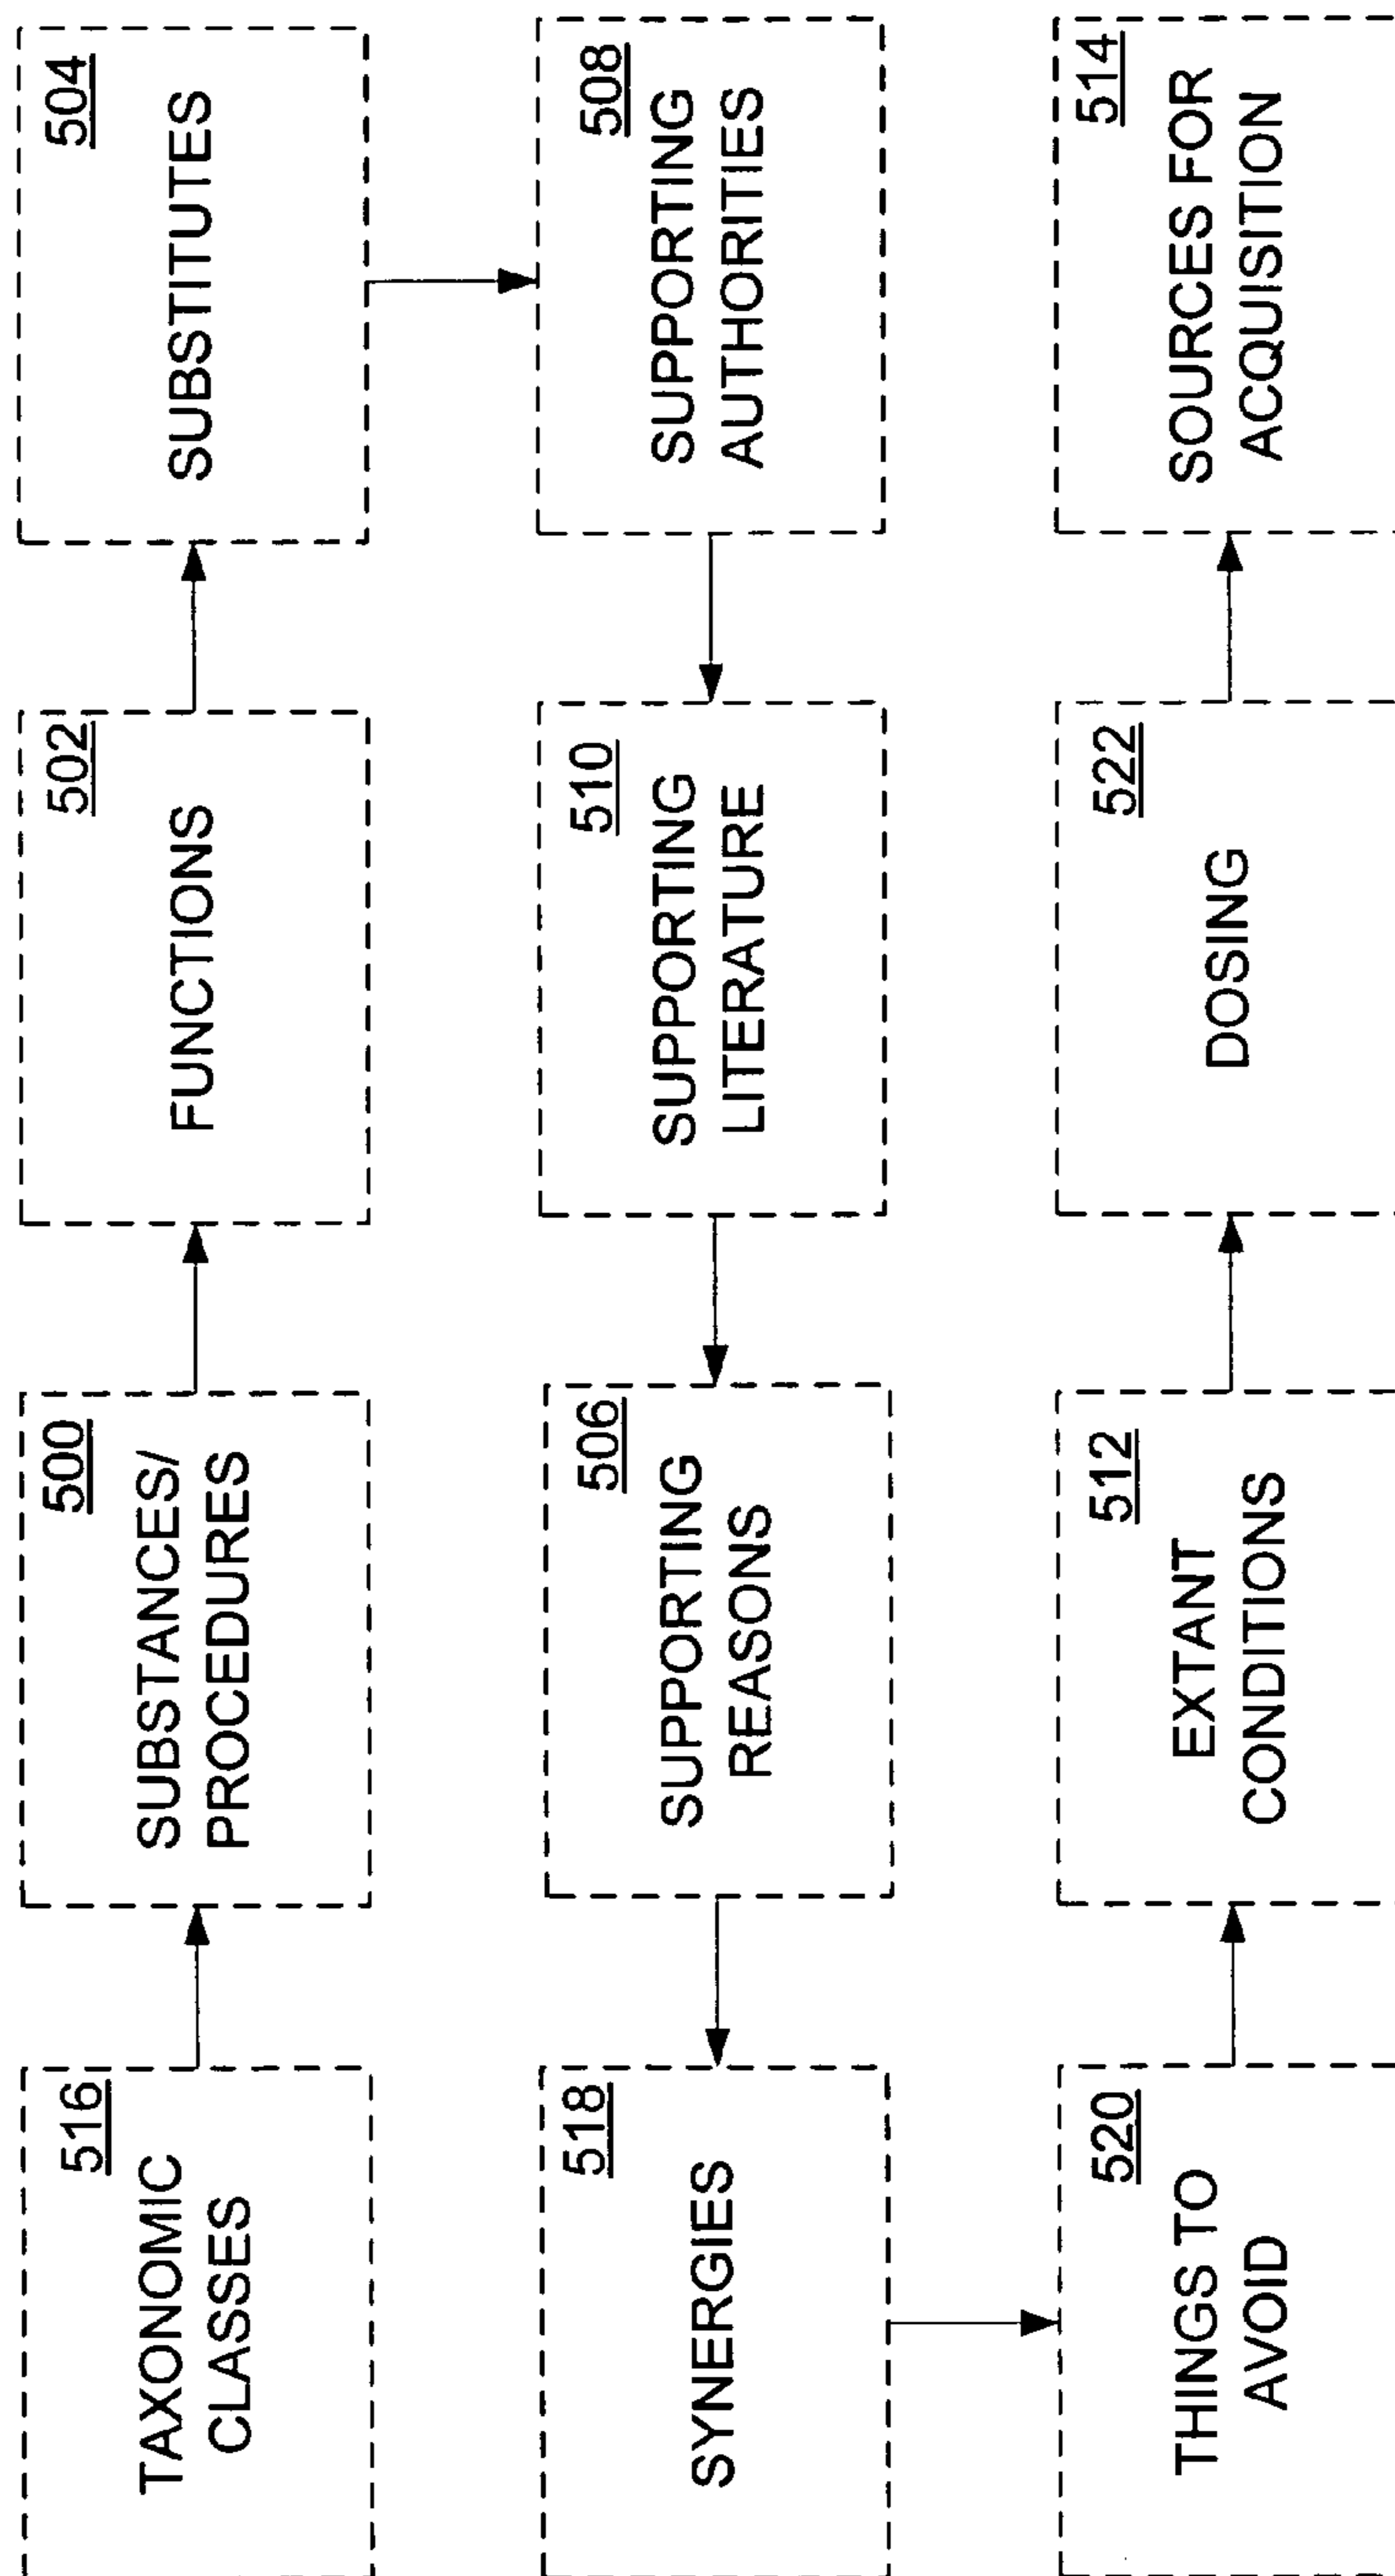 516
TAXONOMIC
CLASSES
500
SUBSTANCES/
PROCEDURES
502
FUNCTIONS
504
SUBSTITUTES
508
SUPPORTING
AUTHORITIES
510
SUPPORTING
LITERATURE
506
SUPPORTING
REASONS
518
SYNERGIES
520
THINGS TO
AVOID
512
EXTANT
CONDITIONS
522
DOSING
514
SOURCES FOR
ACQUISITION